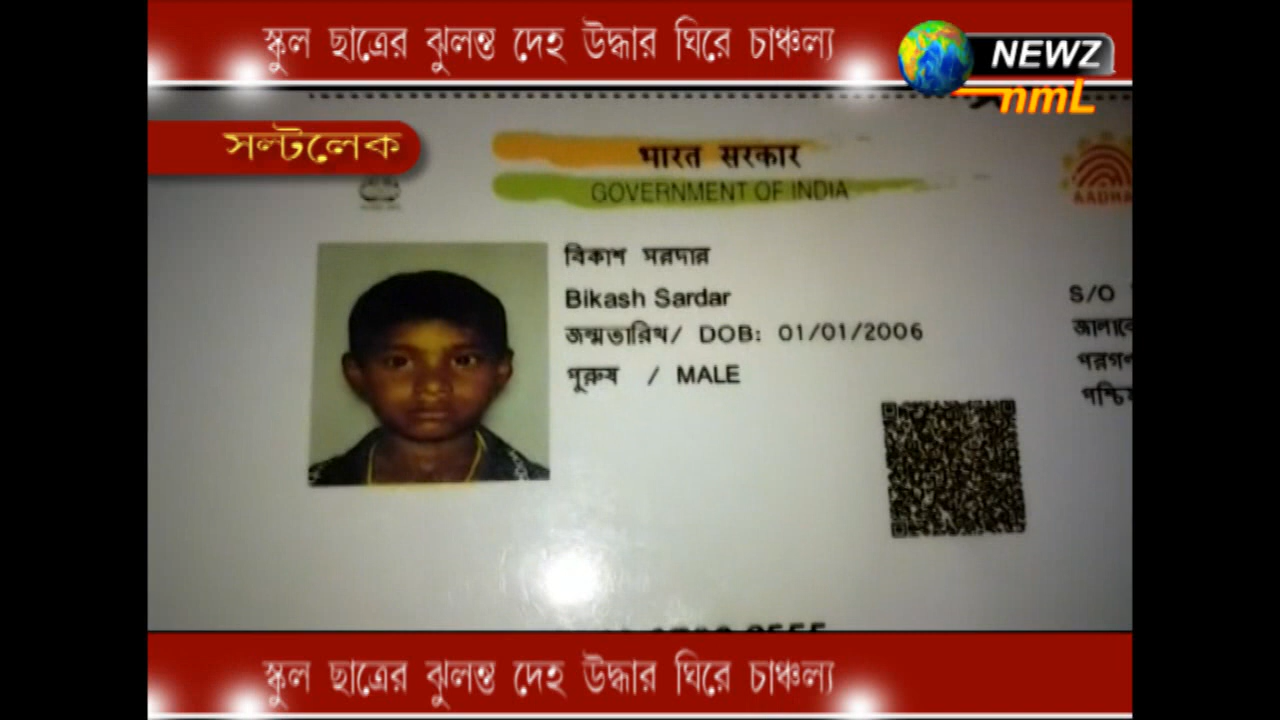 স্কুল ছাত্রের ঝুলন্ত দেহ উদ্ধার ঘিরে চাঞ্চল্য
NEWZ
nmL
সল্টলেক
भारत सरकार
GOVERNMENT OF INDIA
বিকাশ সরদার
Bikash Sardar
জন্মতারিখ/ DOB: 01/01/2006
পুরুষ / MALE
S/O
স্কুল ছাত্রের ঝুলন্ত দেহ উদ্ধার ঘিরে চাঞ্চল্য